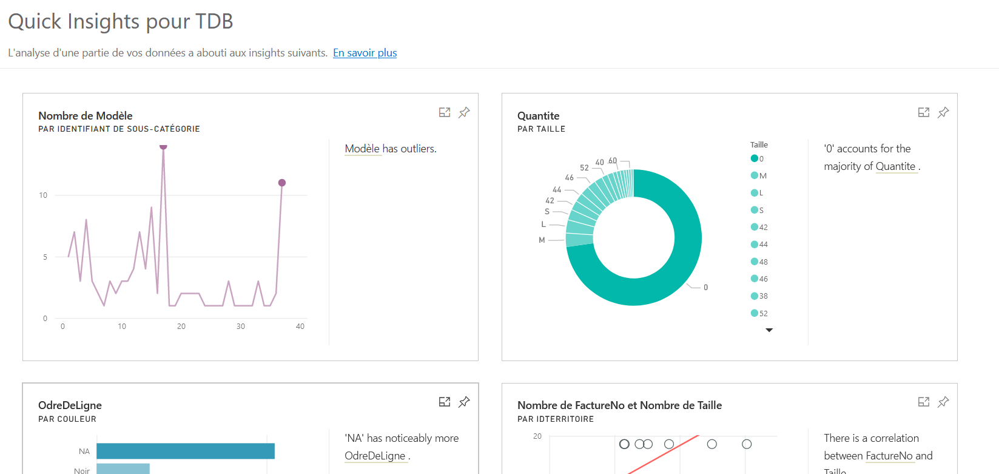 Quick Insights pour TDB
L'analyse d'une partie de vos données a abouti aux insights suivants. En savoir plus
Nombre de Modèle
PAR IDENTIFIANT DE SOUS-CATÉGORIE
10
5
0
0 10 20 30 40
Modèle has outliers.
Quantite
PAR TAILLE
60
40
52
46
44
42
S
L
M
0
Taille
0
M
L
S
42
44
48
46
38
52
'0' accounts for the
majority of Quantite .
OdreDeLigne
PAR COULEUR
NA
Noir
'NA' has noticeably more
OdreDeLigne .
Nombre de FactureNo et Nombre de Taille
PAR IDTERRITOIRE
20
There is a correlation
between FactureNo and
Taille